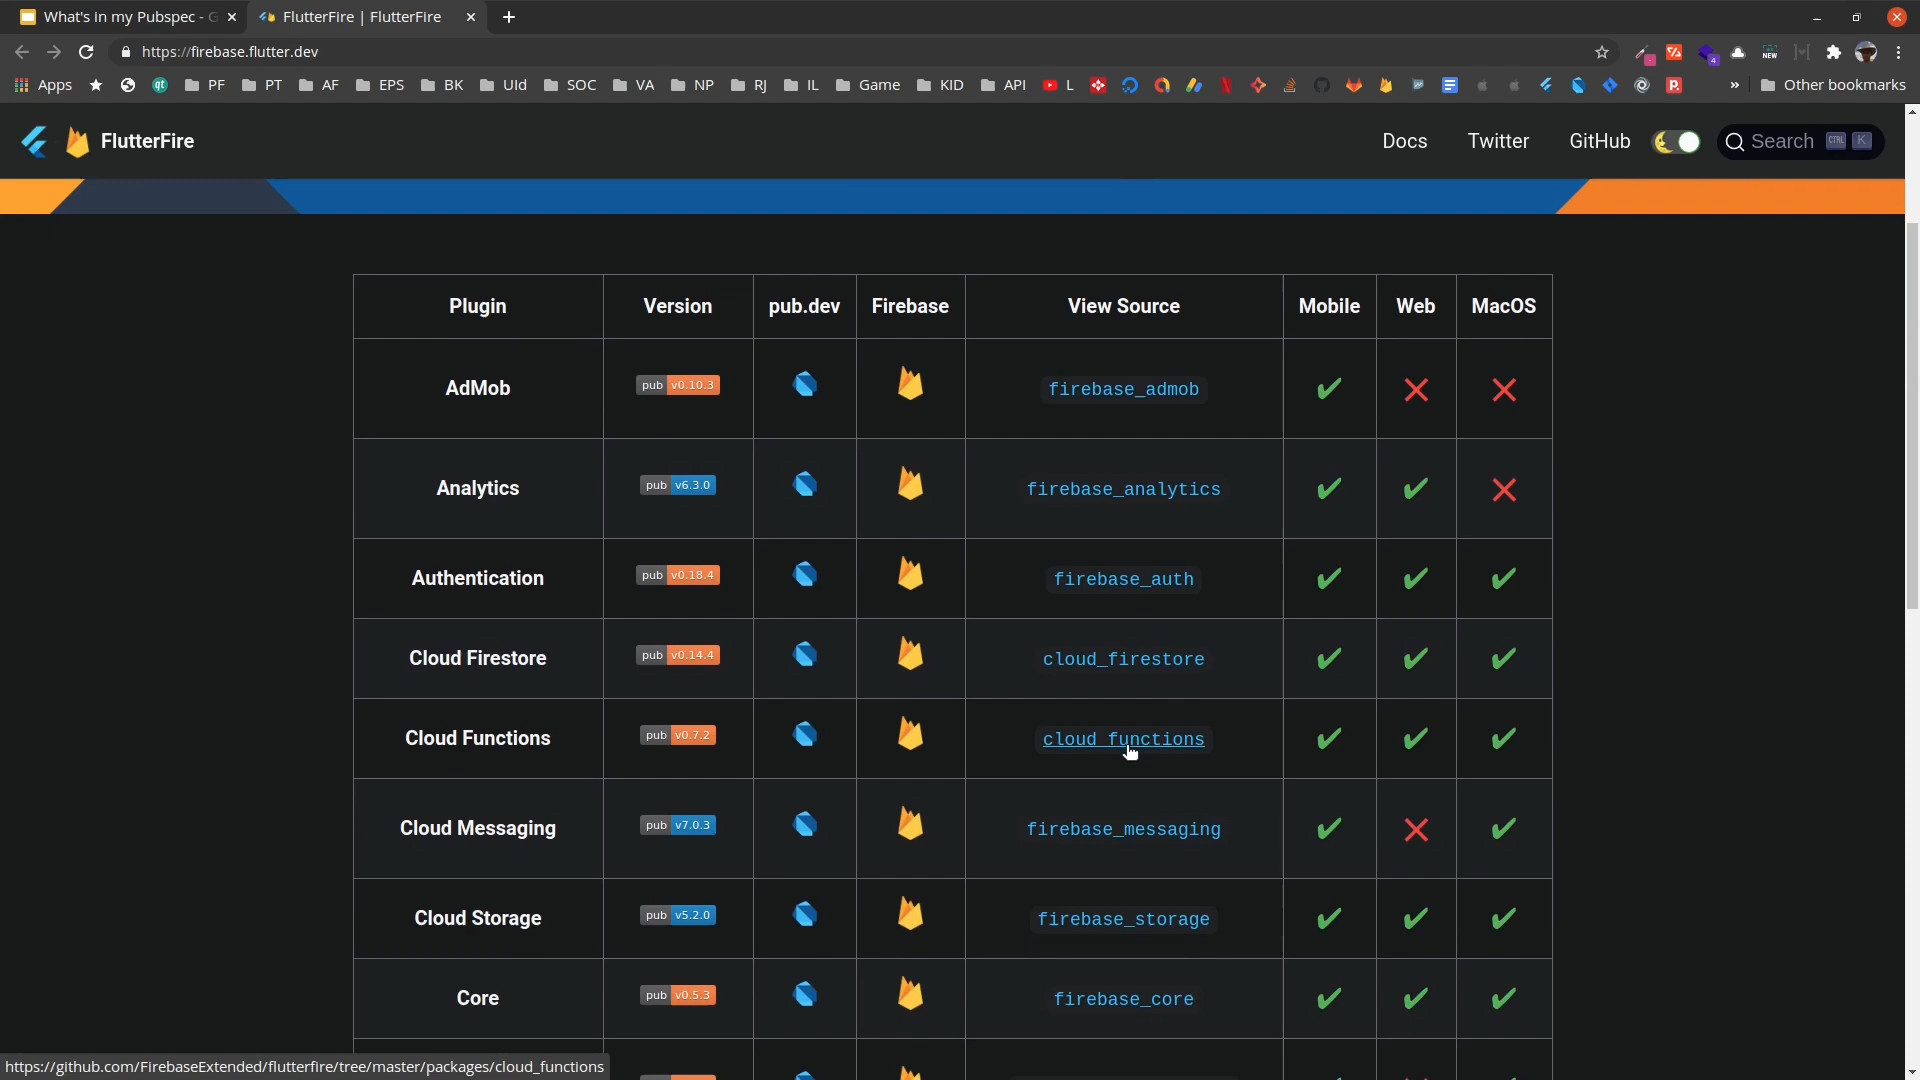 What's in my Pubspec - G
FlutterFire | FlutterFire
https://firebase.flutter.dev
4
NEW
Apps
PF
PT
AF
EPS
BK
UId
SOC
VA
NP
RJ
IL
Game
KID
API
L
Other bookmarks
FlutterFire
Docs
Twitter
GitHub
Search
CTRL
K
Plugin Version pub.dev Firebase View Source Mobile Web MacOS
AdMob pub v0.10.3 firebase_admob
Analytics pub v6.3.0 firebase_analytics
Authentication pub v0.18.4 firebase_auth
Cloud Firestore pub v0.14.4 cloud_firestore
Cloud Functions pub v0.7.2 cloud_functions
Cloud Messaging pub v7.0.3 firebase_messaging
Cloud Storage pub v5.2.0 firebase_storage
Core pub v0.5.3 firebase_core
https://github.com/FirebaseExtended/flutterfire/tree/master/packages/cloud_functions